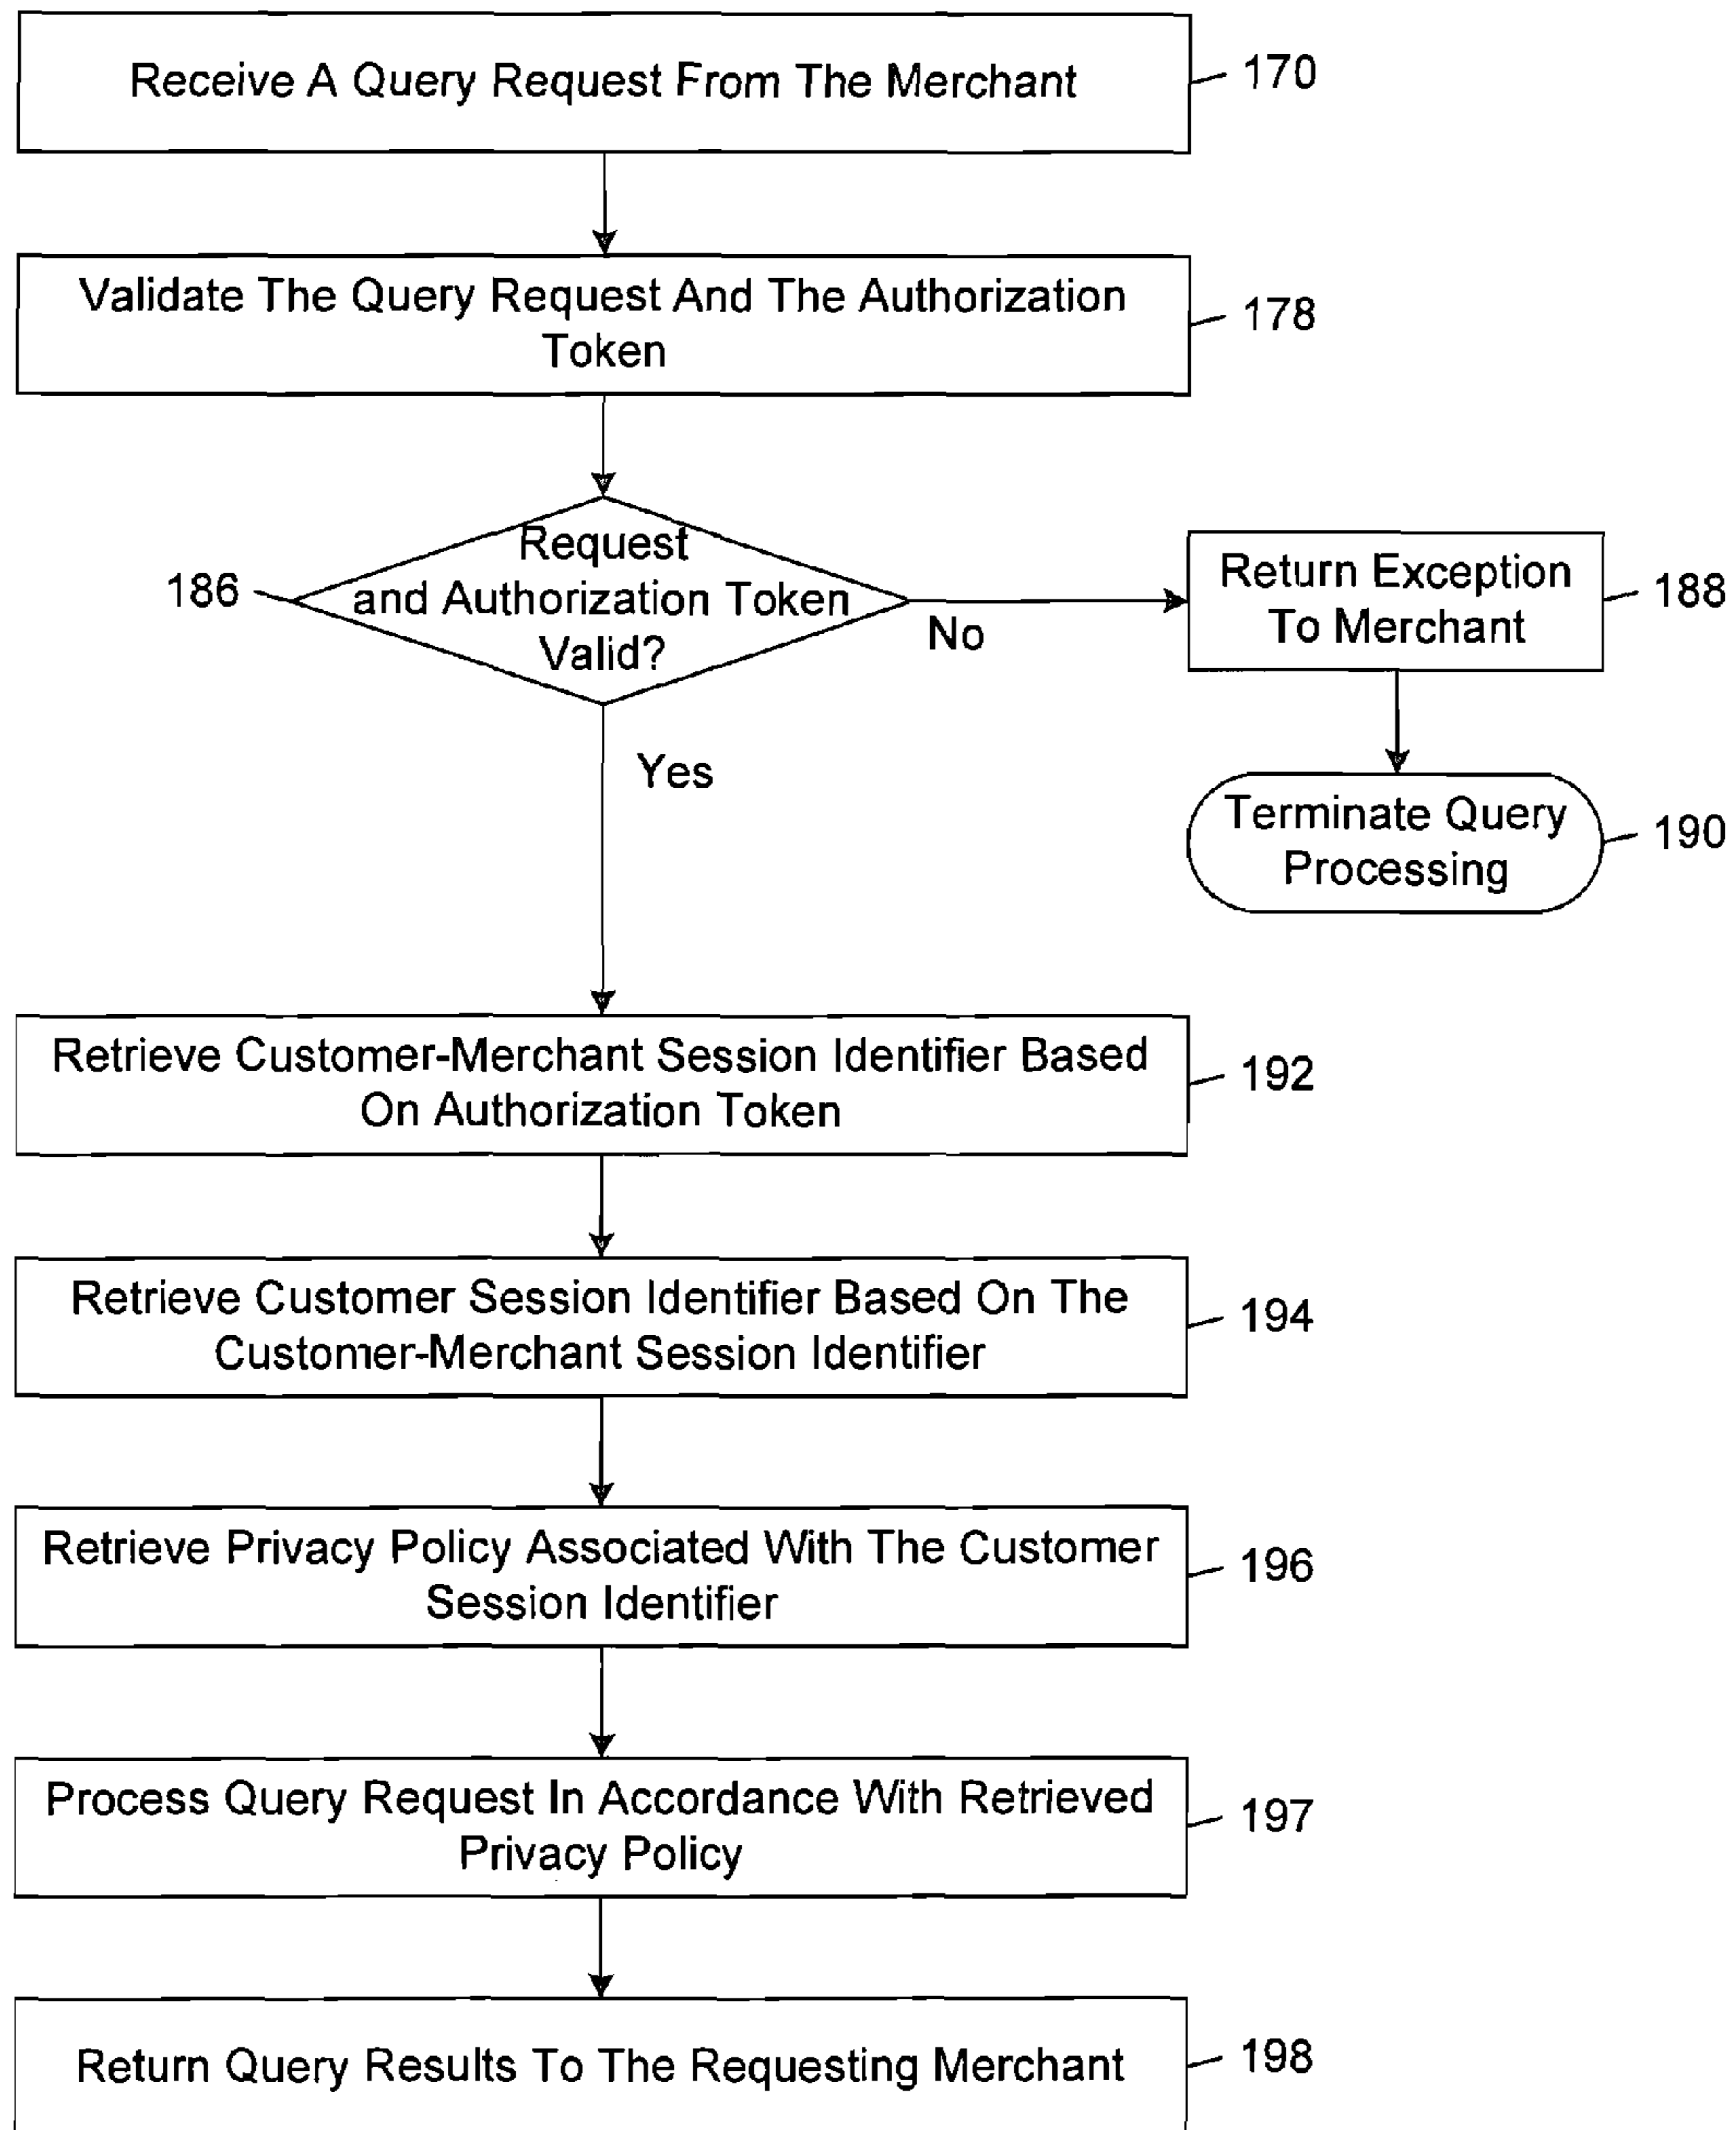 Receive A Query Request From The Merchant
170
Validate The Query Request And The Authorization
Token
178
Request
and Authorization Token
Valid?
186
No
Return Exception
To Merchant
188
Yes
Terminate Query
Processing
190
Retrieve Customer-Merchant Session Identifier Based
On Authorization Token
192
Retrieve Customer Session Identifier Based On The
Customer-Merchant Session Identifier
194
Retrieve Privacy Policy Associated With The Customer
Session Identifier
196
Process Query Request In Accordance With Retrieved
Privacy Policy
197
Return Query Results To The Requesting Merchant
198